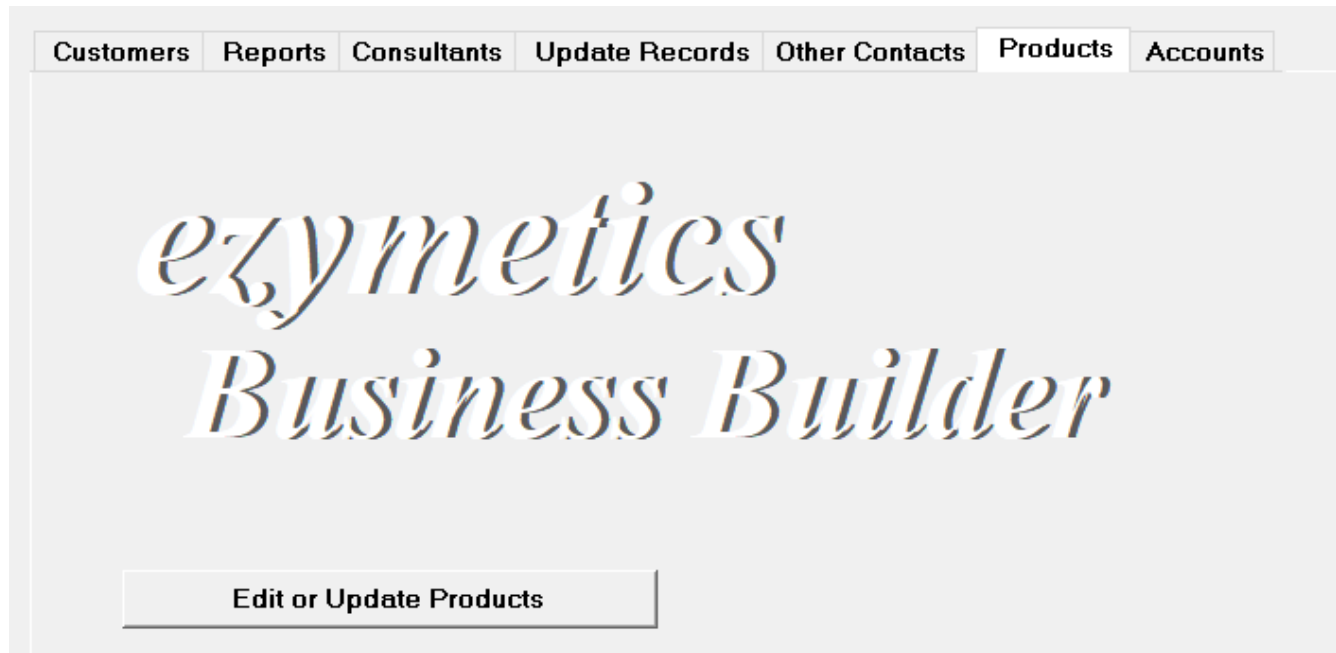 Customers Reports Consultants Update Records Other Contacts Products Accounts
ezymetics
Business Builder
Edit or Update Products